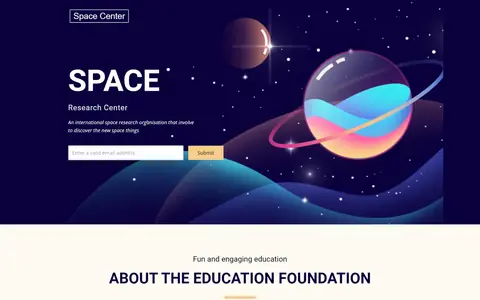 Space Center
SPACE
Research Center
An international space research organisation that involve
to discover the new space things
Enter a valid email address
Submit
Fun and engaging education
ABOUT THE EDUCATION FOUNDATION